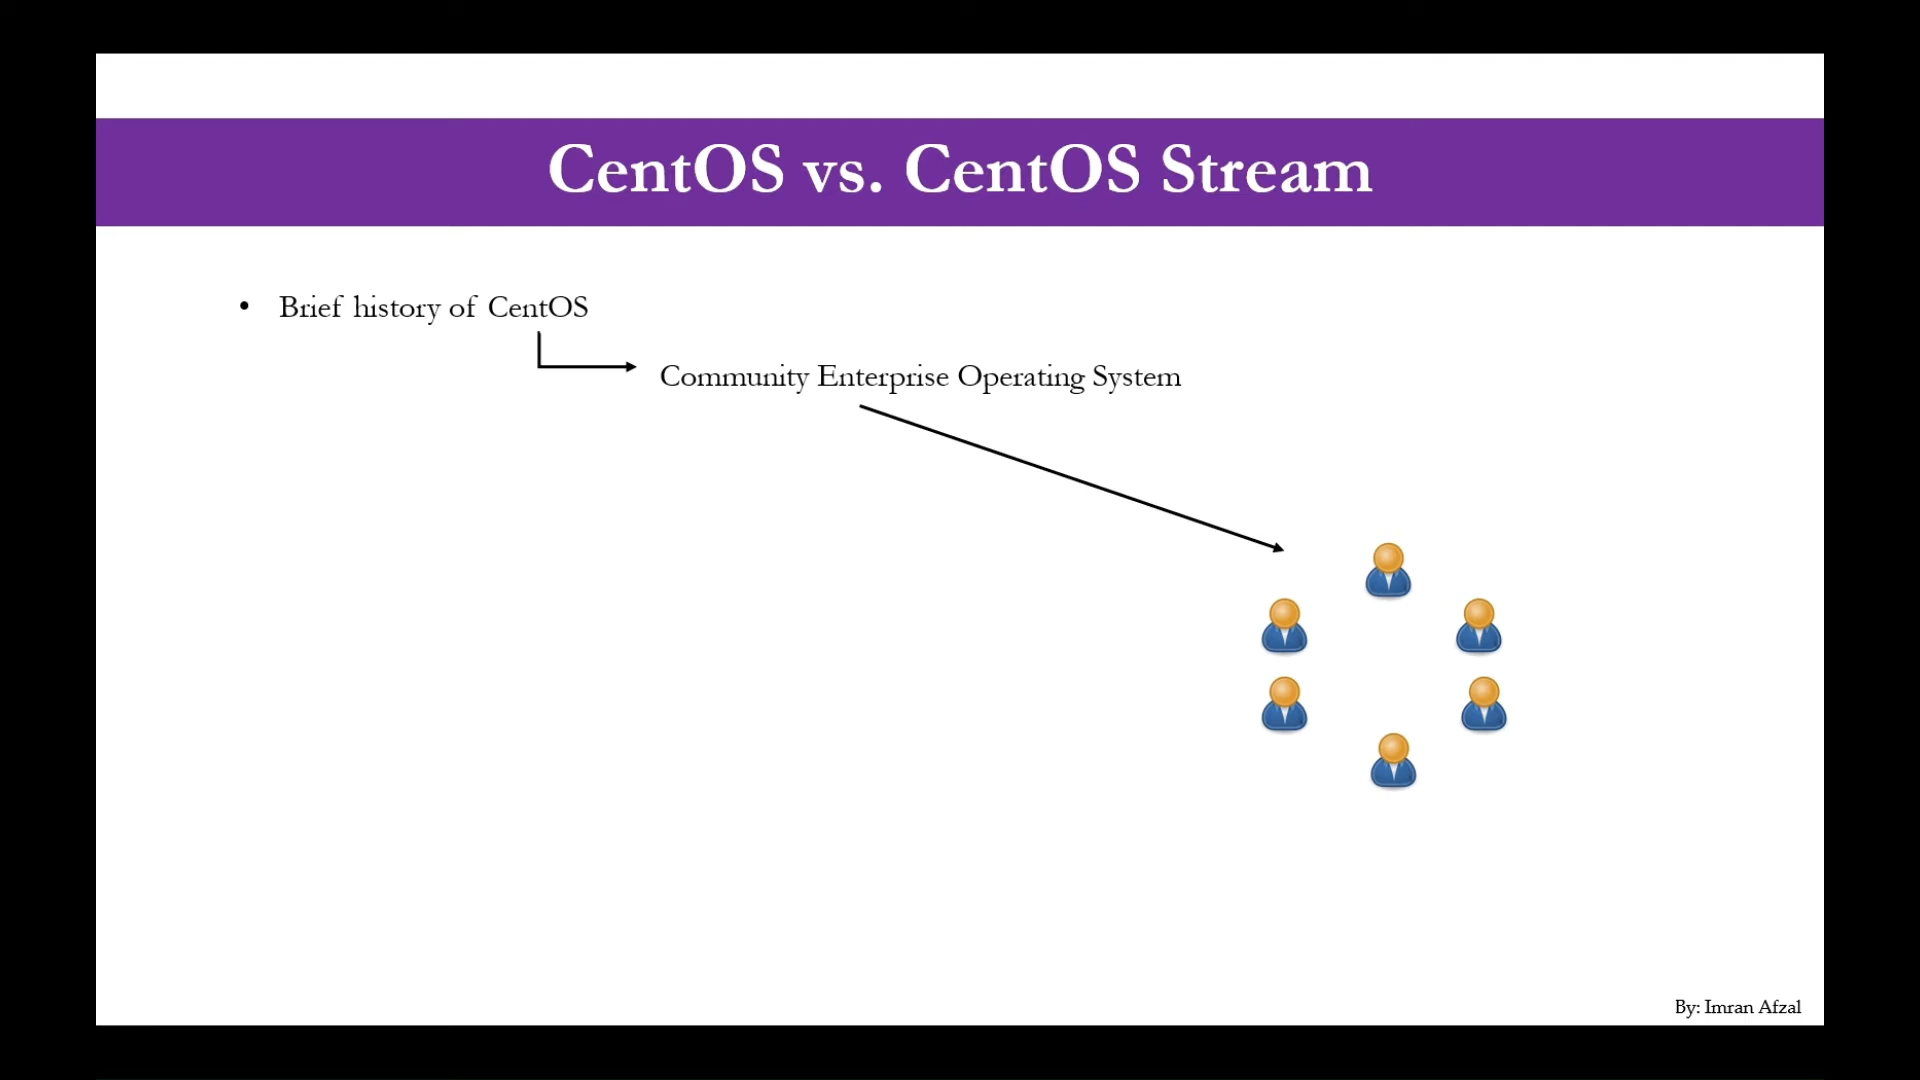 CentOS vs. CentOS Stream
• Brief history of CentOS
Community Enterprise Operating System
By: Imran Afzal